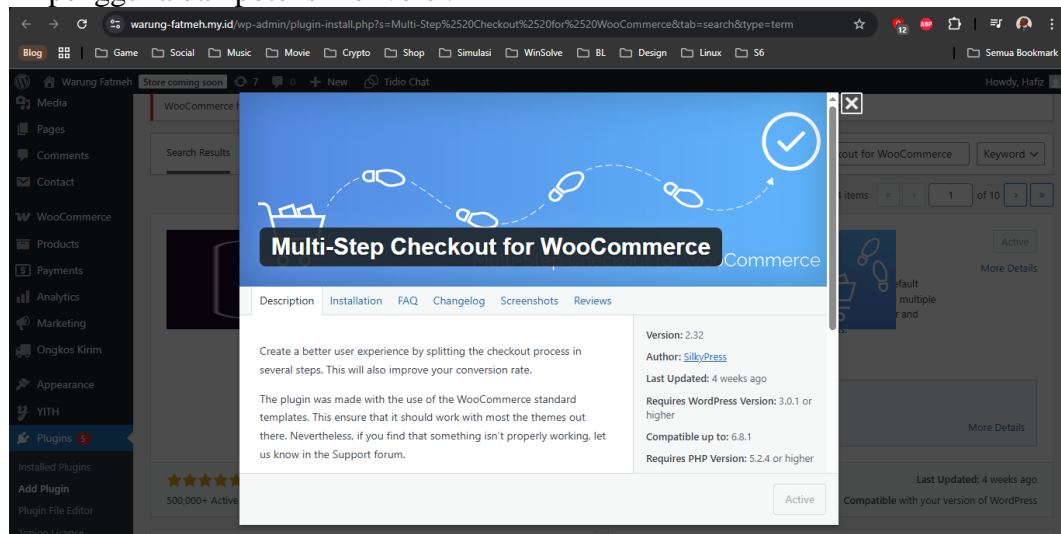 warung-fatmeh.my.id/wp-admin/plugin-install.php?s=Multi-Step%2520Checkout%2520for%2520WooCommerce&tab=search&type=term
12
ABP
Blog
Game
Social
Music
Movie
Crypto
Shop
Simulasi
WinSolve
BL
Design
Linux
S6
Semua Bookmark
Warung Fatmeh
Store coming soon
7
0
New
Tidio Chat
Howdy, Hafiz
Media
Pages
Comments
Contact
WooCommerce
Products
Payments
Analytics
Marketing
Ongkos Kirim
Appearance
YITH
Plugins 5
Installed Plugins
Add Plugin
Plugin File Editor
WooCommerce
Search Results
for WooCommerce
Keyword
items
«
‹
1
of 10
›
»
Multi-Step Checkout for WooCommerce
Commerce
Description
Installation
FAQ
Changelog
Screenshots
Reviews
Create a better user experience by splitting the checkout process in
several steps. This will also improve your conversion rate.
The plugin was made with the use of the WooCommerce standard
templates. This ensure that it should work with most the themes out
there. Nevertheless, if you find that something isn't properly working, let
us know in the Support forum.
Version: 2.32
Author: SilkyPress
Last Updated: 4 weeks ago
Requires WordPress Version: 3.0.1 or
higher
Compatible up to: 6.8.1
Requires PHP Version: 5.2.4 or higher
Active
Active
More Details
multiple
and
More Details
500,000+ Active
Last Updated: 4 weeks ago
Compatible with your version of WordPress